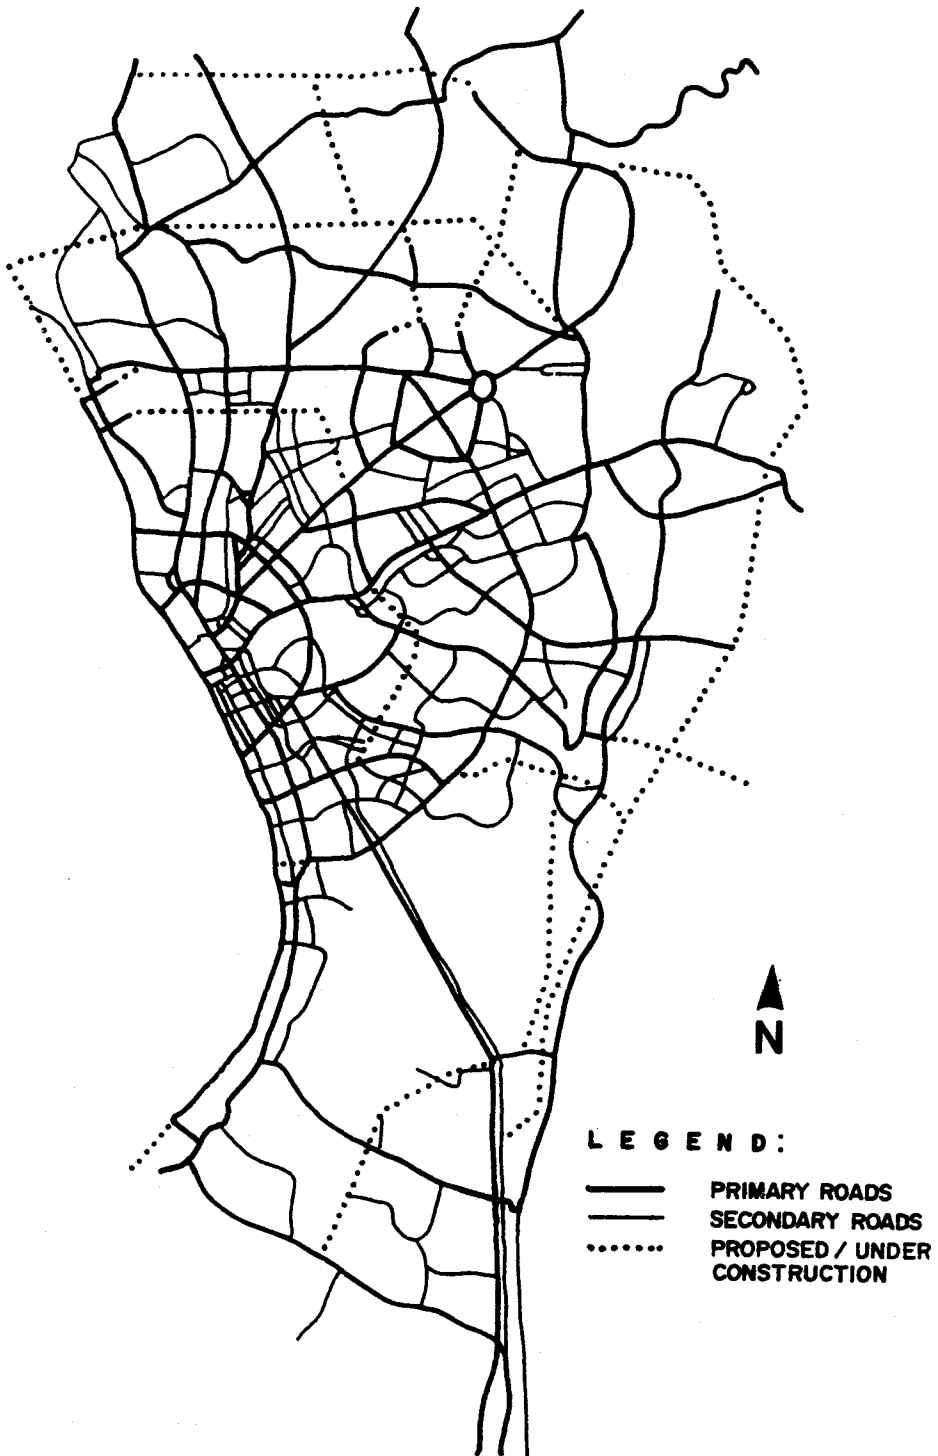 N
LEGEND:
PRIMARY ROADS
SECONDARY ROADS
PROPOSED / UNDER
CONSTRUCTION